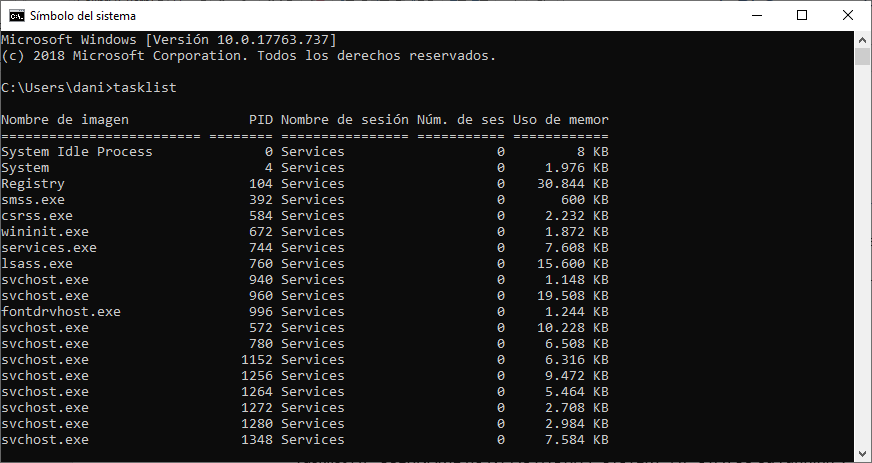 Símbolo del sistema
Microsoft Windows [Versión 10.0.17763.737]
(c) 2018 Microsoft Corporation. Todos los derechos reservados.
C:\Users\dani>tasklist
Nombre de imagen               PID Nombre de sesión Núm. de ses Uso de memor
========================= ======== ================ =========== ============
System Idle Process              0 Services                   0         8 KB
System                           4 Services                   0     1.976 KB
Registry                       104 Services                   0    30.844 KB
smss.exe                       392 Services                   0       600 KB
csrss.exe                      584 Services                   0     2.232 KB
wininit.exe                    672 Services                   0     1.872 KB
services.exe                   744 Services                   0     7.608 KB
lsass.exe                      760 Services                   0    15.600 KB
svchost.exe                    940 Services                   0     1.148 KB
svchost.exe                    960 Services                   0    19.508 KB
fontdrvhost.exe                996 Services                   0     1.244 KB
svchost.exe                    572 Services                   0    10.228 KB
svchost.exe                    780 Services                   0     6.508 KB
svchost.exe                   1152 Services                   0     6.316 KB
svchost.exe                   1256 Services                   0     9.472 KB
svchost.exe                   1264 Services                   0     5.464 KB
svchost.exe                   1272 Services                   0     2.708 KB
svchost.exe                   1280 Services                   0     2.984 KB
svchost.exe                   1348 Services                   0     7.584 KB